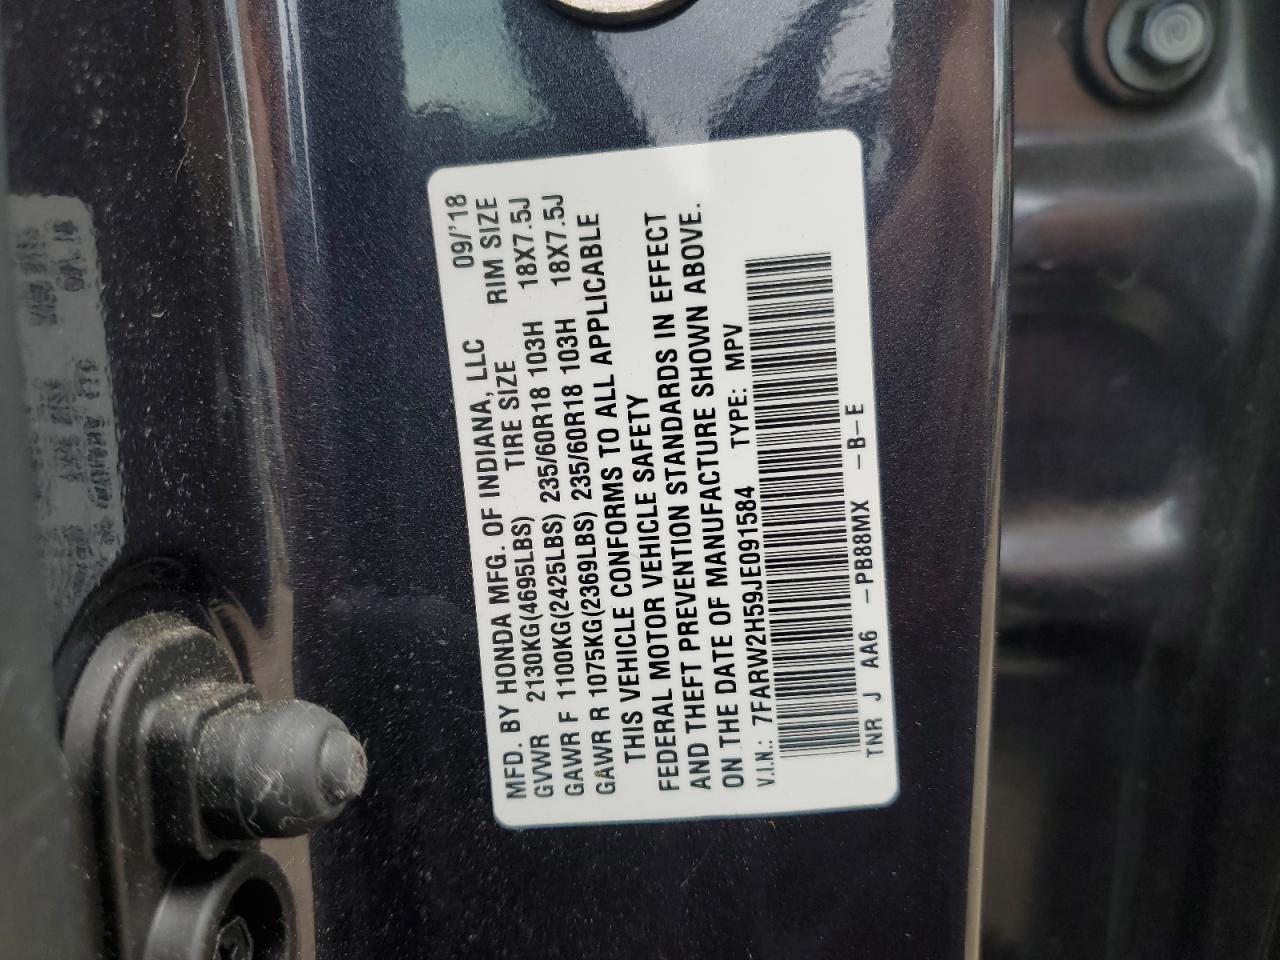 MFD. BY HONDA MFG. OF INDIANA, LLC 09/'18
TIRE SIZE RIM SIZE
GVWR 2130KG(4695LBS)
GAWR F 1100KG(2425LBS) 235/60R18 103H 18X7.5J
GAWR R 1075KG(2369LBS) 235/60R18 103H 18X7.5J
THIS VEHICLE CONFORMS TO ALL APPLICABLE
FEDERAL MOTOR VEHICLE SAFETY
AND THEFT PREVENTION STANDARDS IN EFFECT
ON THE DATE OF MANUFACTURE SHOWN ABOVE.
V.I.N.: 7FARW2H59JE091584 TYPE: MPV
TNR J AA6 -PB88MX -B-E